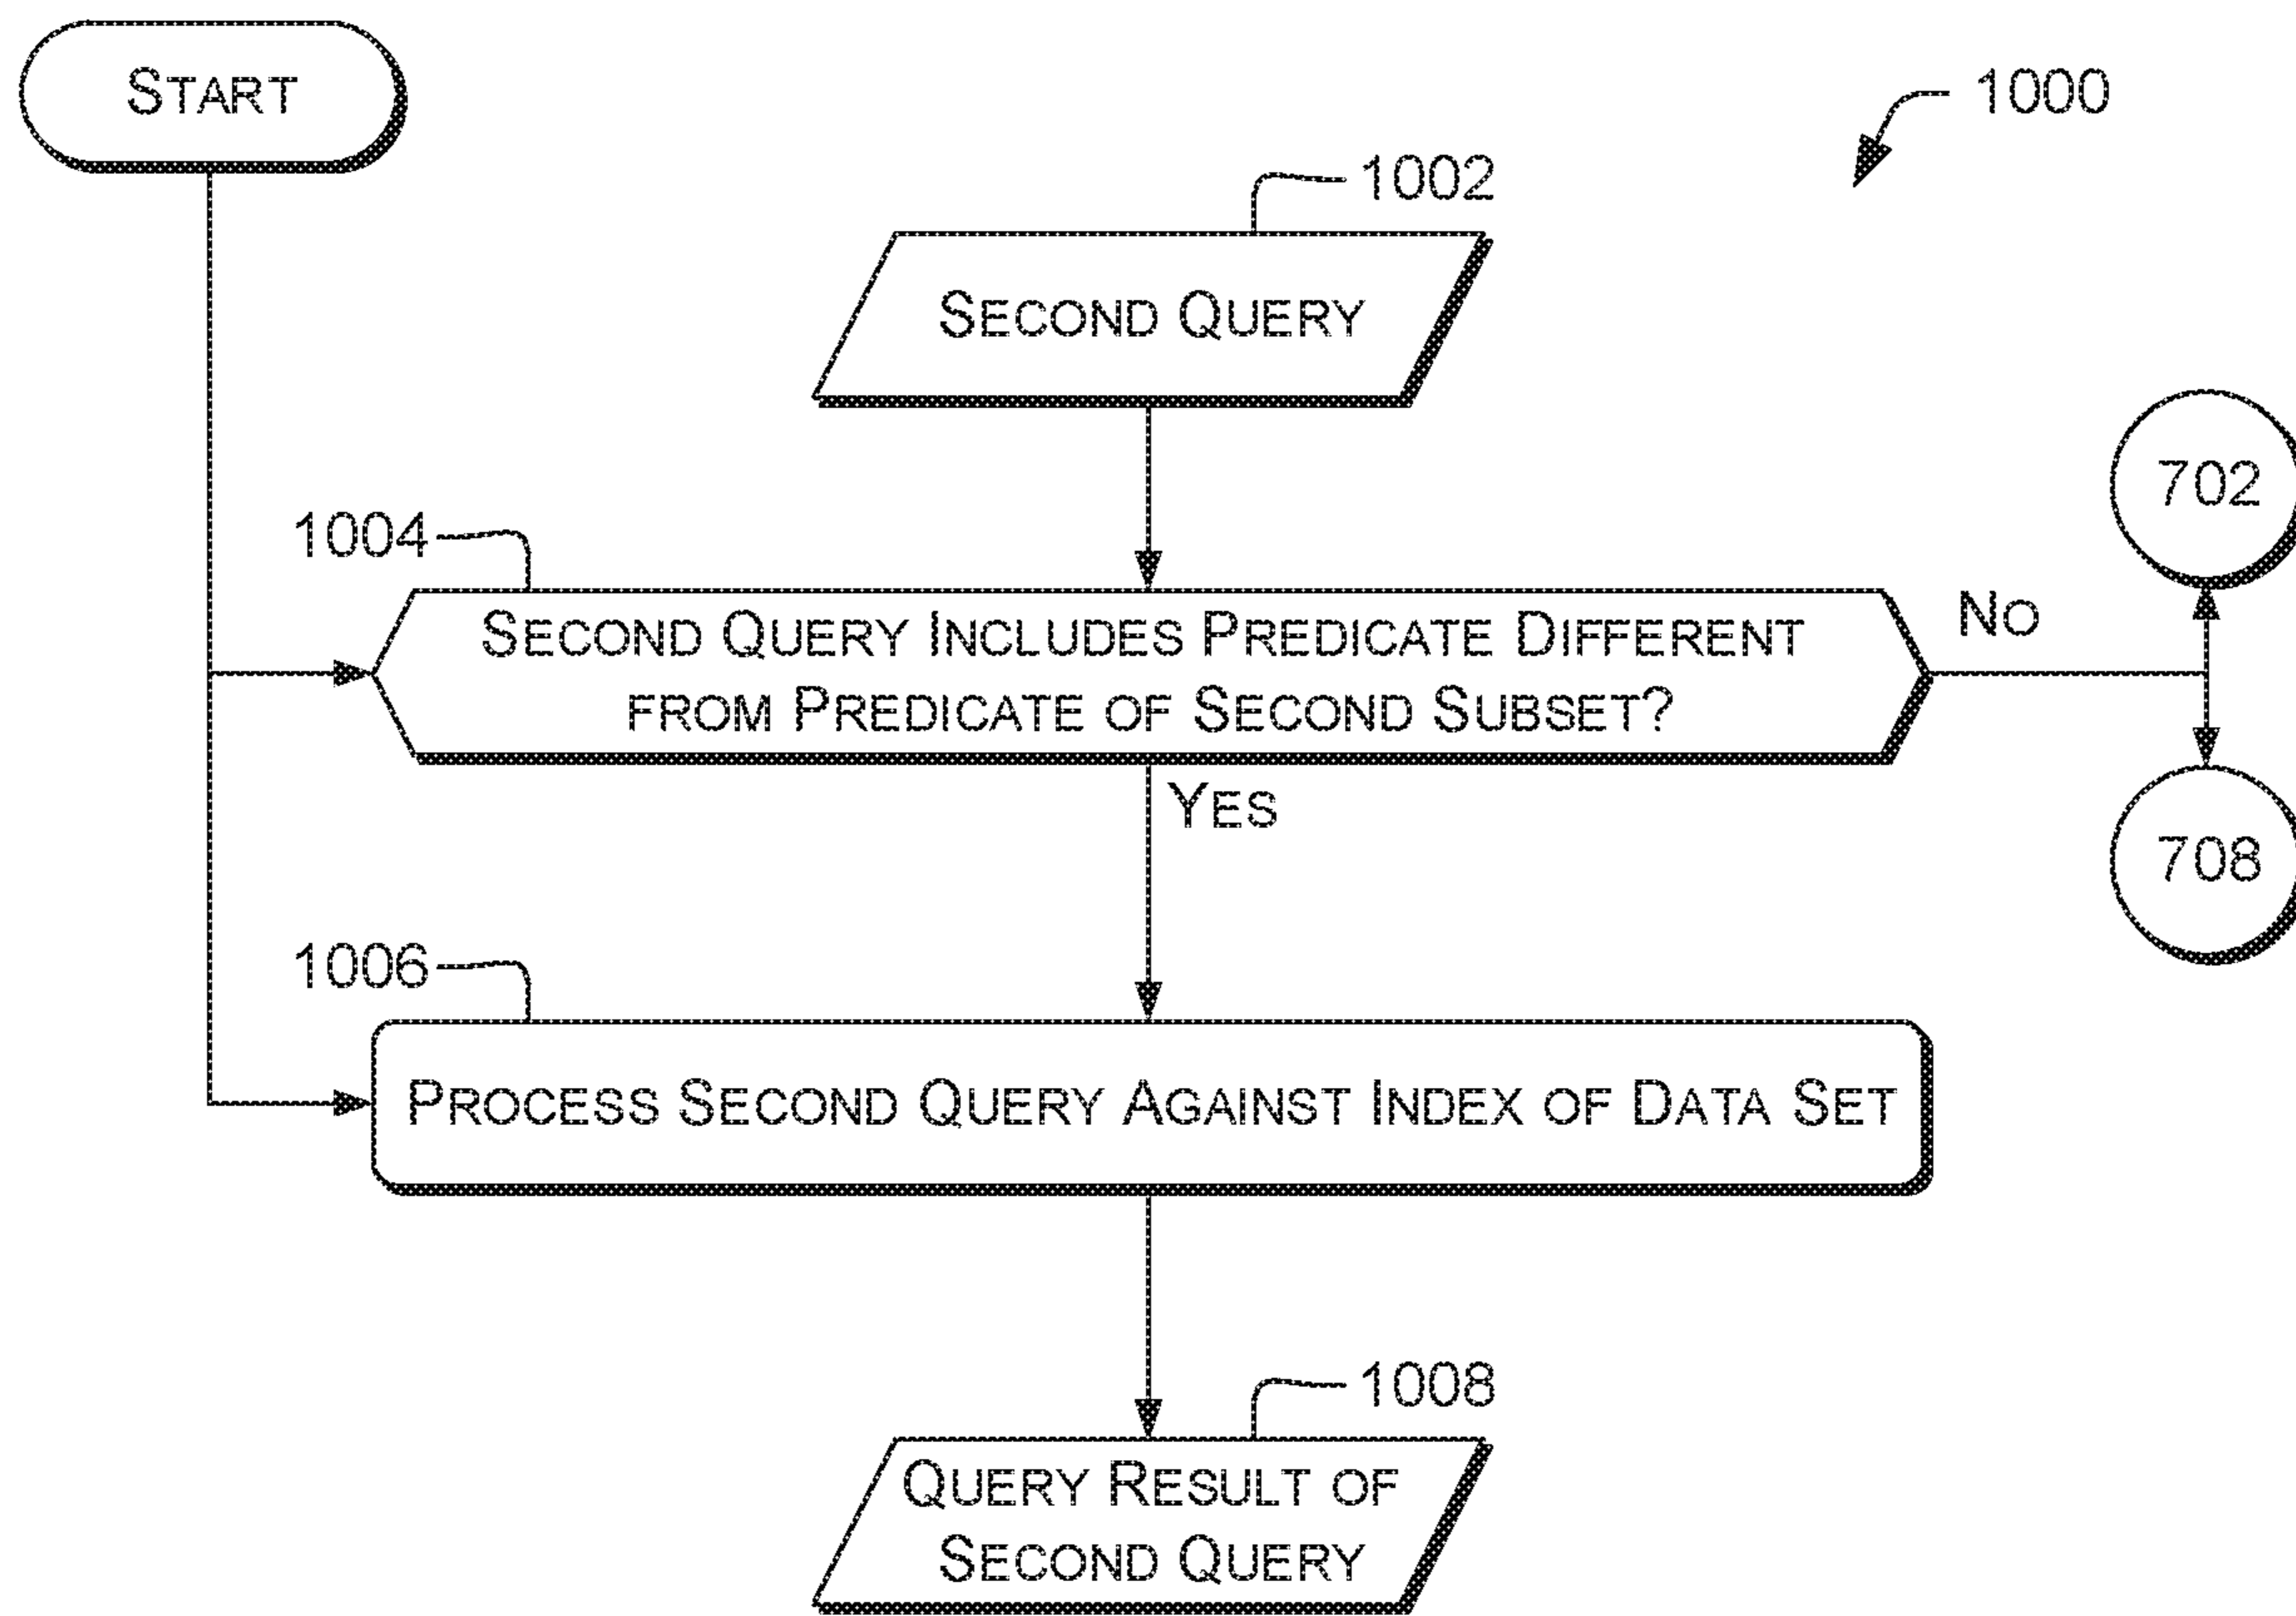 START
1000
1002
SECOND QUERY
702
1004
NO
SECOND QUERY INCLUDES PREDICATE DIFFERENT
FROM PREDICATE OF SECOND SUBSET?
YES
708
1006
PROCESS SECOND QUERY AGAINST INDEX OF DATA SET
1008
QUERY RESULT OF
SECOND QUERY